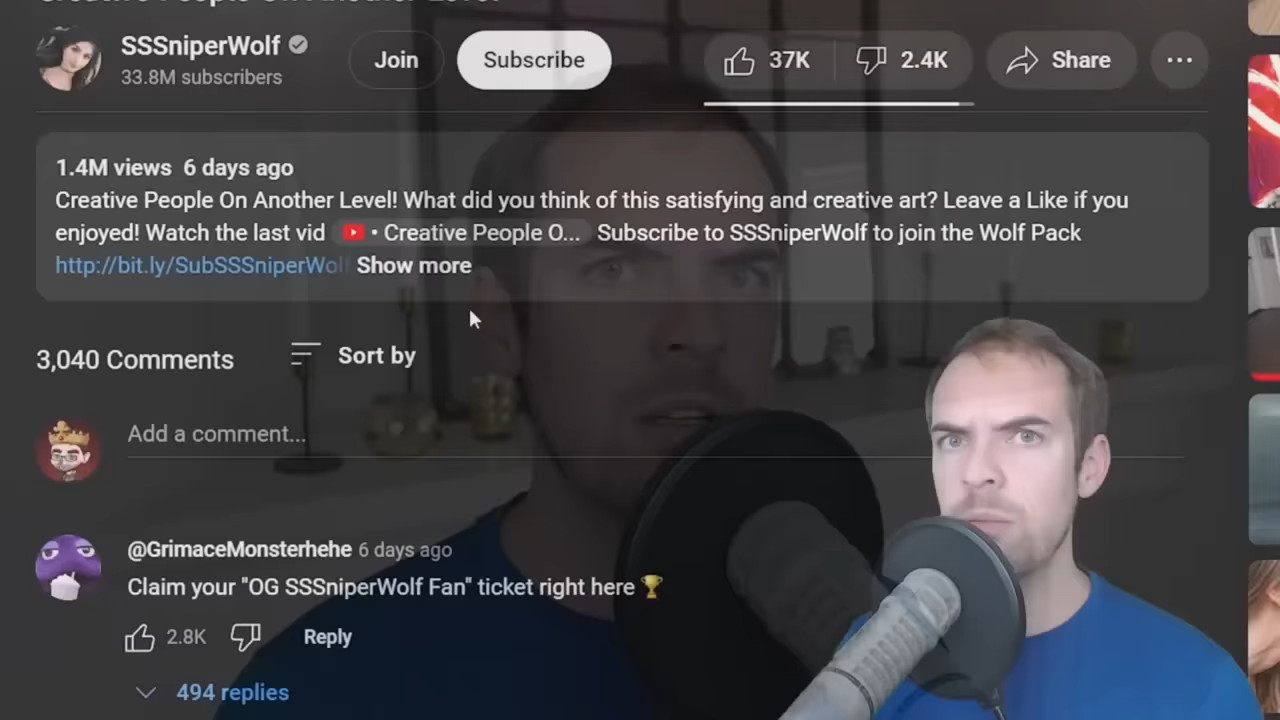 SSSniperWolf
33.8M subscribers
Join
Subscribe
37K
2.4K
Share
1.4M views 6 days ago
Creative People On Another Level! What did you think of this satisfying and creative art? Leave a Like if you
enjoyed! Watch the last vid • Creative People O... Subscribe to SSSniperWolf to join the Wolf Pack
http://bit.ly/SubSSSniperWolf Show more
3,040 Comments
Sort by
Add a comment...
@GrimaceMonsterhehe 6 days ago
Claim your "OG SSSniperWolf Fan" ticket right here 🏆
2.8K
Reply
494 replies